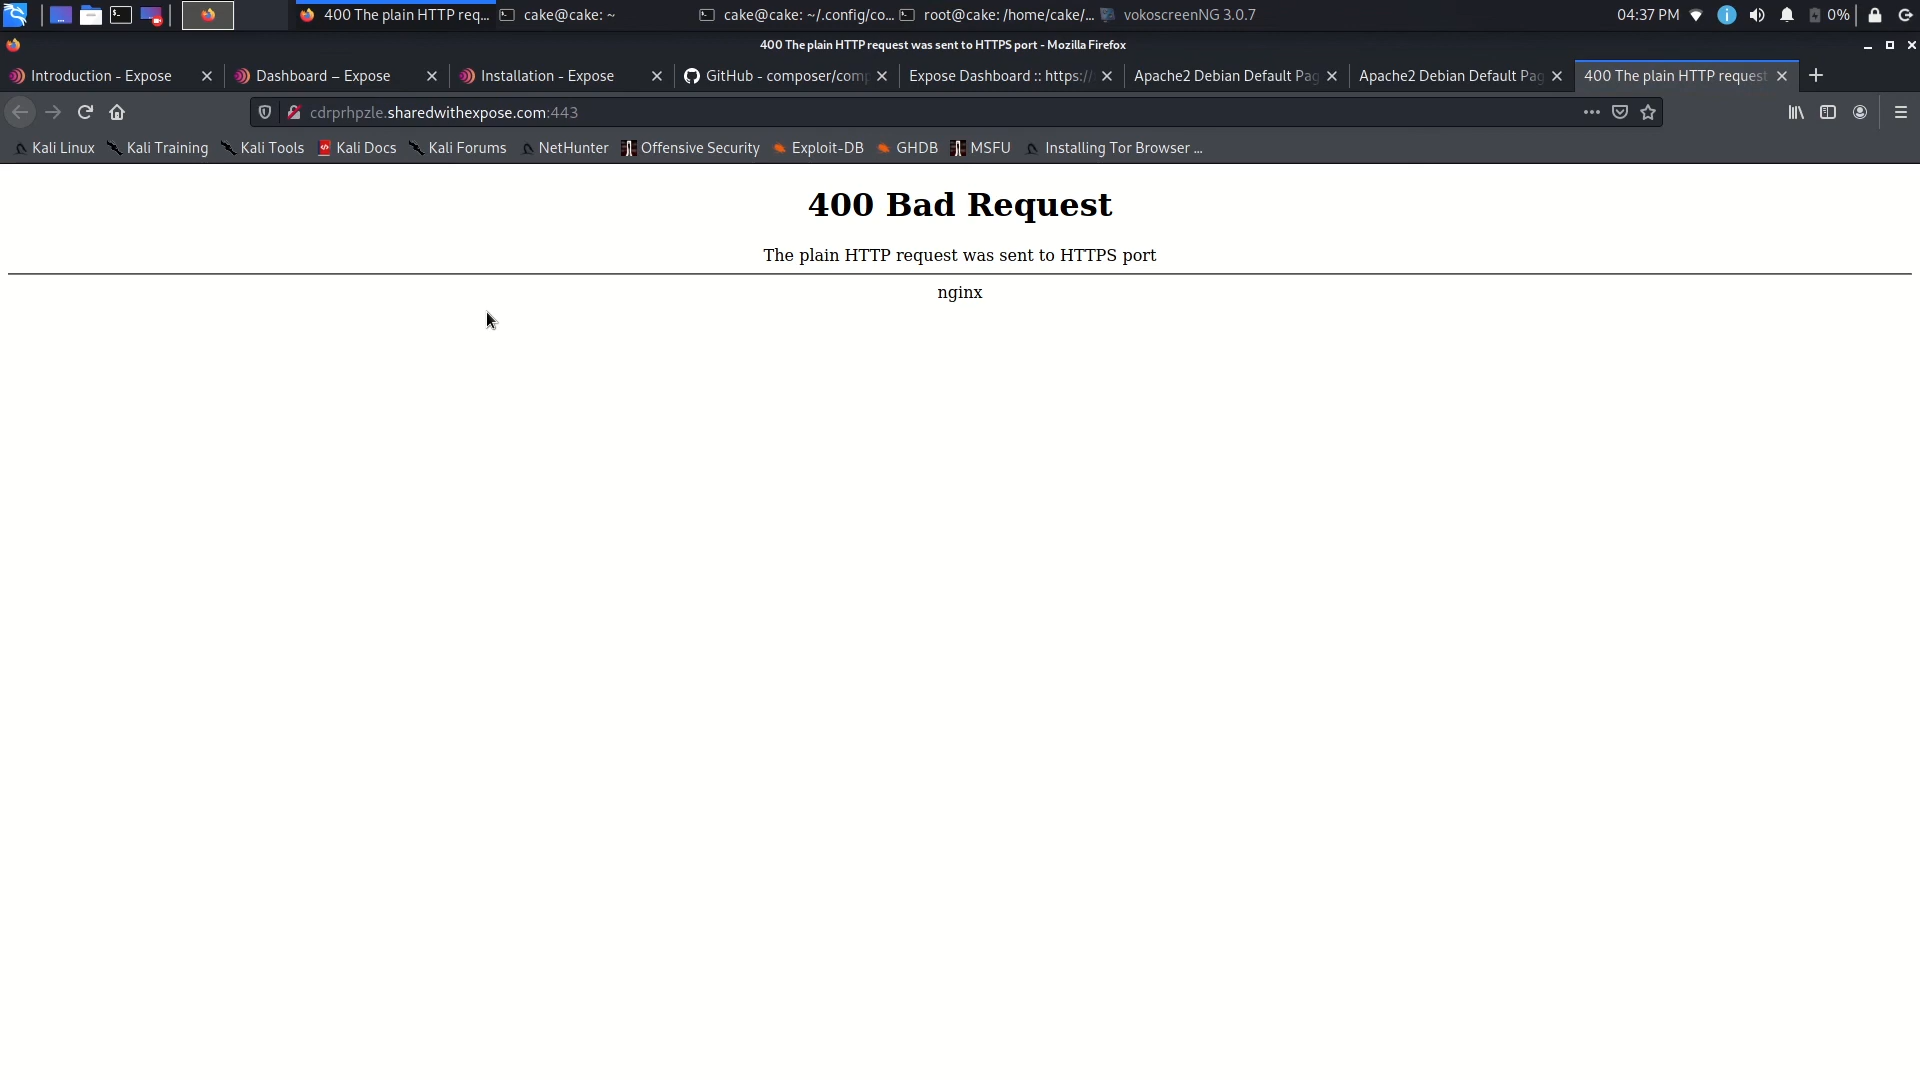 400 The plain HTTP req... cake@cake: ~ cake@cake: ~/.config/co... root@cake: /home/cake/... vokoscreenNG 3.0.7 04:37 PM 0%
400 The plain HTTP request was sent to HTTPS port - Mozilla Firefox
Introduction - Expose Dashboard – Expose Installation - Expose GitHub - composer/comp Expose Dashboard :: https:// Apache2 Debian Default Pag Apache2 Debian Default Pag 400 The plain HTTP request
cdrprhpzle.sharedwithexpose.com:443
Kali Linux Kali Training Kali Tools Kali Docs Kali Forums NetHunter Offensive Security Exploit-DB GHDB MSFU Installing Tor Browser ...
400 Bad Request
The plain HTTP request was sent to HTTPS port
nginx